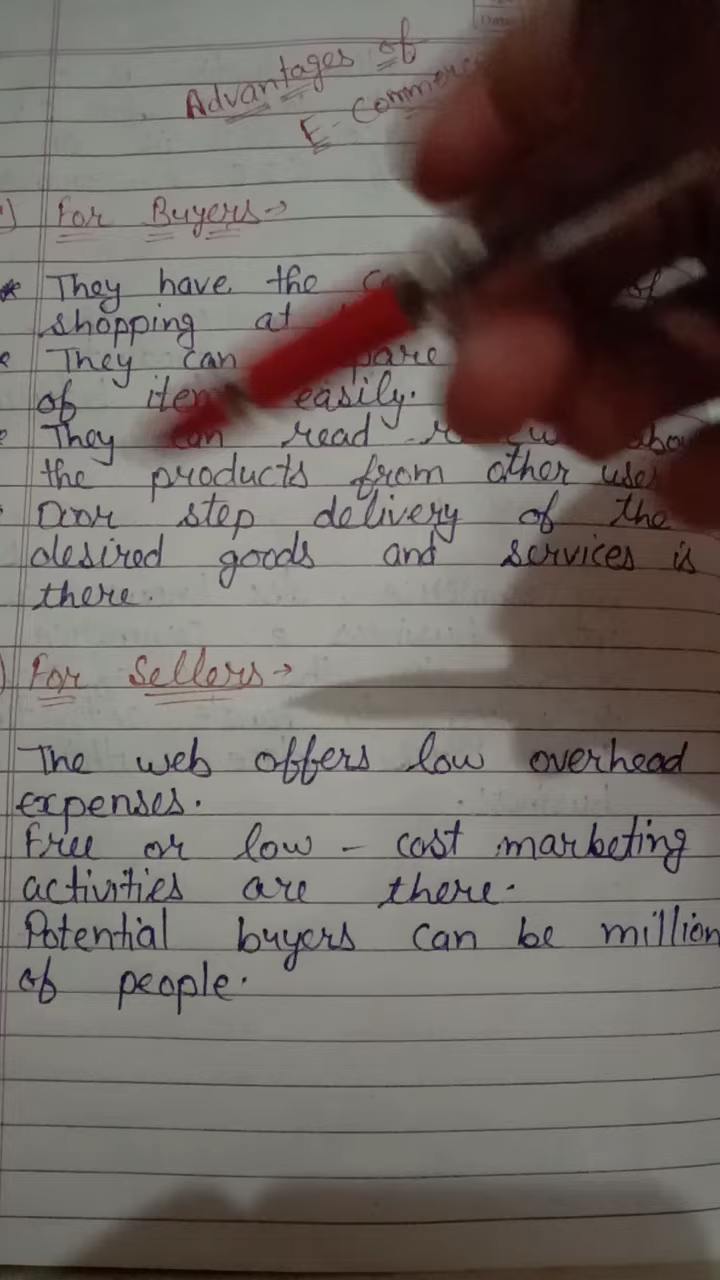 Advantages of
E-Commerce
For Buyers→
They have the of
shopping at
They can easily.
of
They can read
the products from other
Door step delivery of the
desired goods and services is
there.
For Sellers→
The web offers low overhead
expenses.
Free or low - cost marketing
activities are there.
Potential buyers can be million
of people.